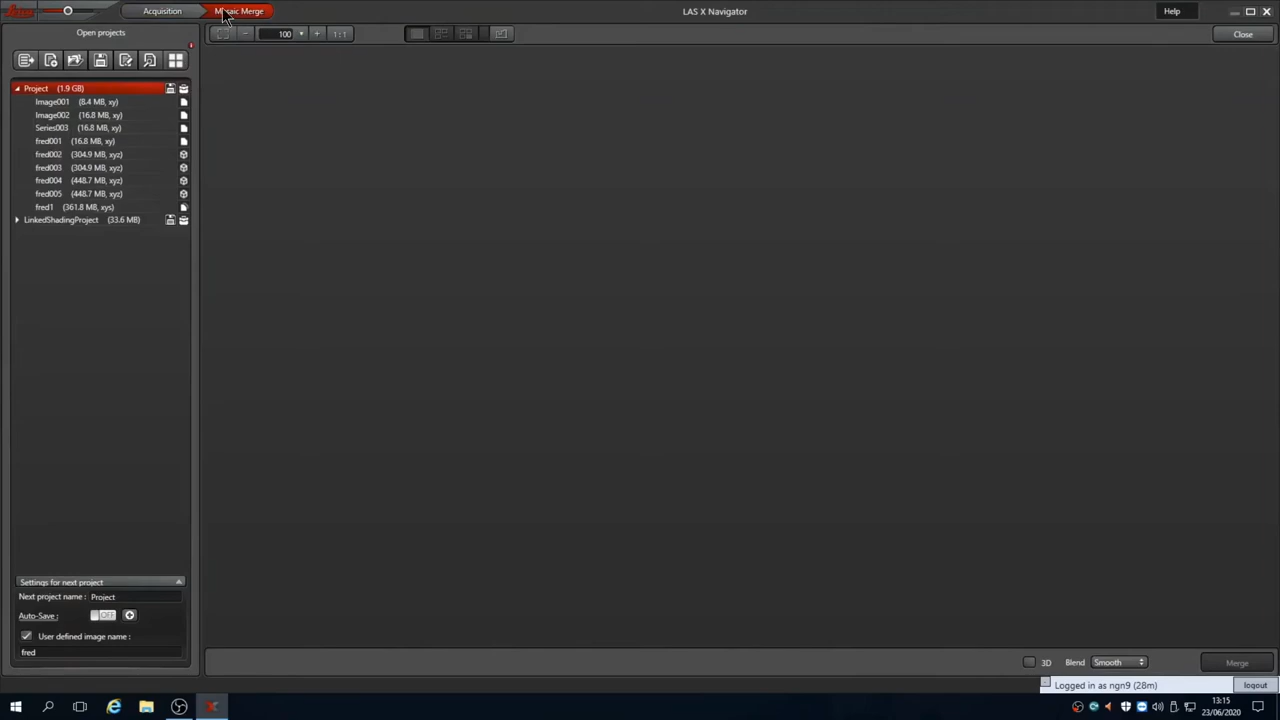 Acquisition
Mosaic Merge
LAS X Navigator
Help
Open projects
100
1:1
Close
Project (1.9 GB)
Image001 (8.4 MB, xy)
Image002 (16.8 MB, xy)
Series003 (16.8 MB, xy)
fred001 (16.8 MB, xy)
fred002 (304.9 MB, xyz)
fred003 (304.9 MB, xyz)
fred004 (448.7 MB, xyz)
fred005 (448.7 MB, xyz)
fred1 (361.8 MB, xys)
LinkedShadingProject (33.6 MB)
Settings for next project
Next project name : Project
Auto-Save : OFF
User defined image name :
fred
3D Blend Smooth Merge
Logged in as ngn9 (28m) logout
13:15
23/06/2020